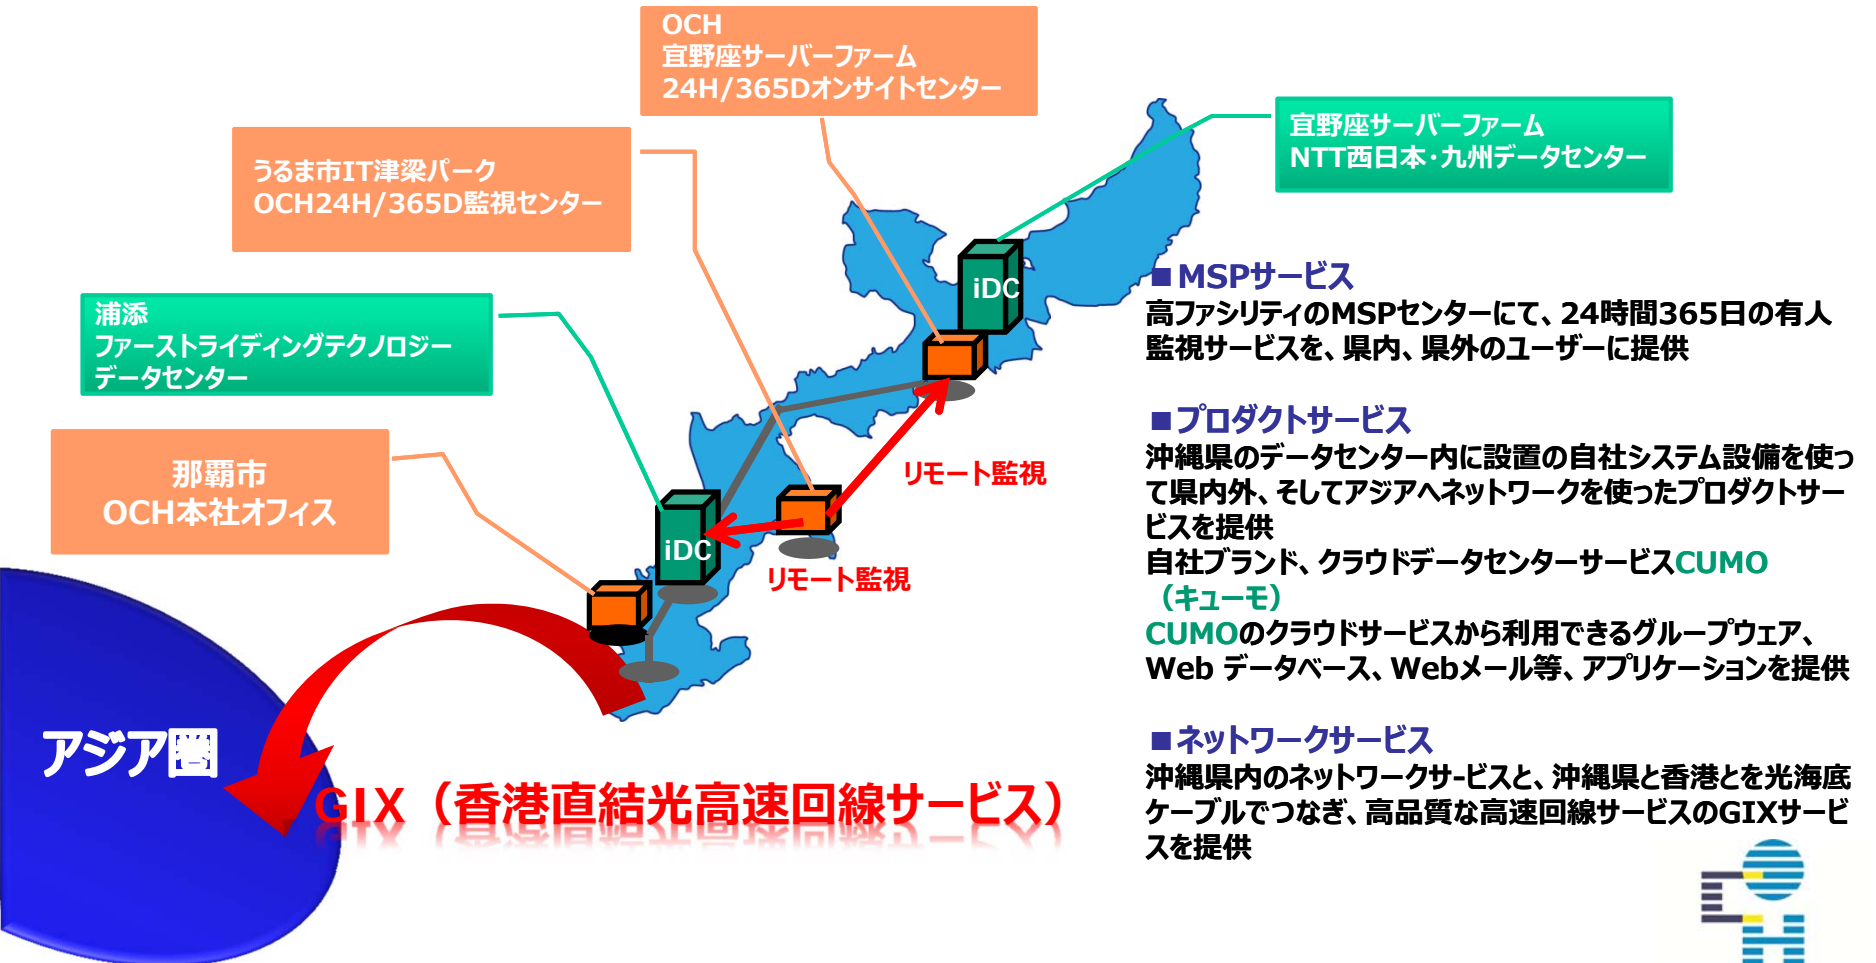 OCH
宜野座サーバーファーム
24H/365Dオンサイトセンター
宜野座サーバーファーム
NTT西日本・九州データセンター
うるま市IT津梁パーク
OCH24H/365D監視センター
浦添
ファーストライディングテクノロジー
データセンター
那覇市
OCH本社オフィス
iDC
iDC
リモート監視
リモート監視
アジア圏
GIX（香港直結光高速回線サービス）
■MSPサービス
高ファシリティのMSPセンターにて、24時間365日の有人
監視サービスを、県内、県外のユーザーに提供
■プロダクトサービス
沖縄県のデータセンター内に設置の自社システム設備を使っ
て県内外、そしてアジアへネットワークを使ったプロダクトサー
ビスを提供
自社ブランド、クラウドデータセンターサービスCUMO
（キューモ）
CUMOのクラウドサービスから利用できるグループウェア、
Web データベース、Webメール等、アプリケーションを提供
■ネットワークサービス
沖縄県内のネットワークサ-ビスと、沖縄県と香港とを光海底
ケーブルでつなぎ、高品質な高速回線サービスのGIXサービ
スを提供